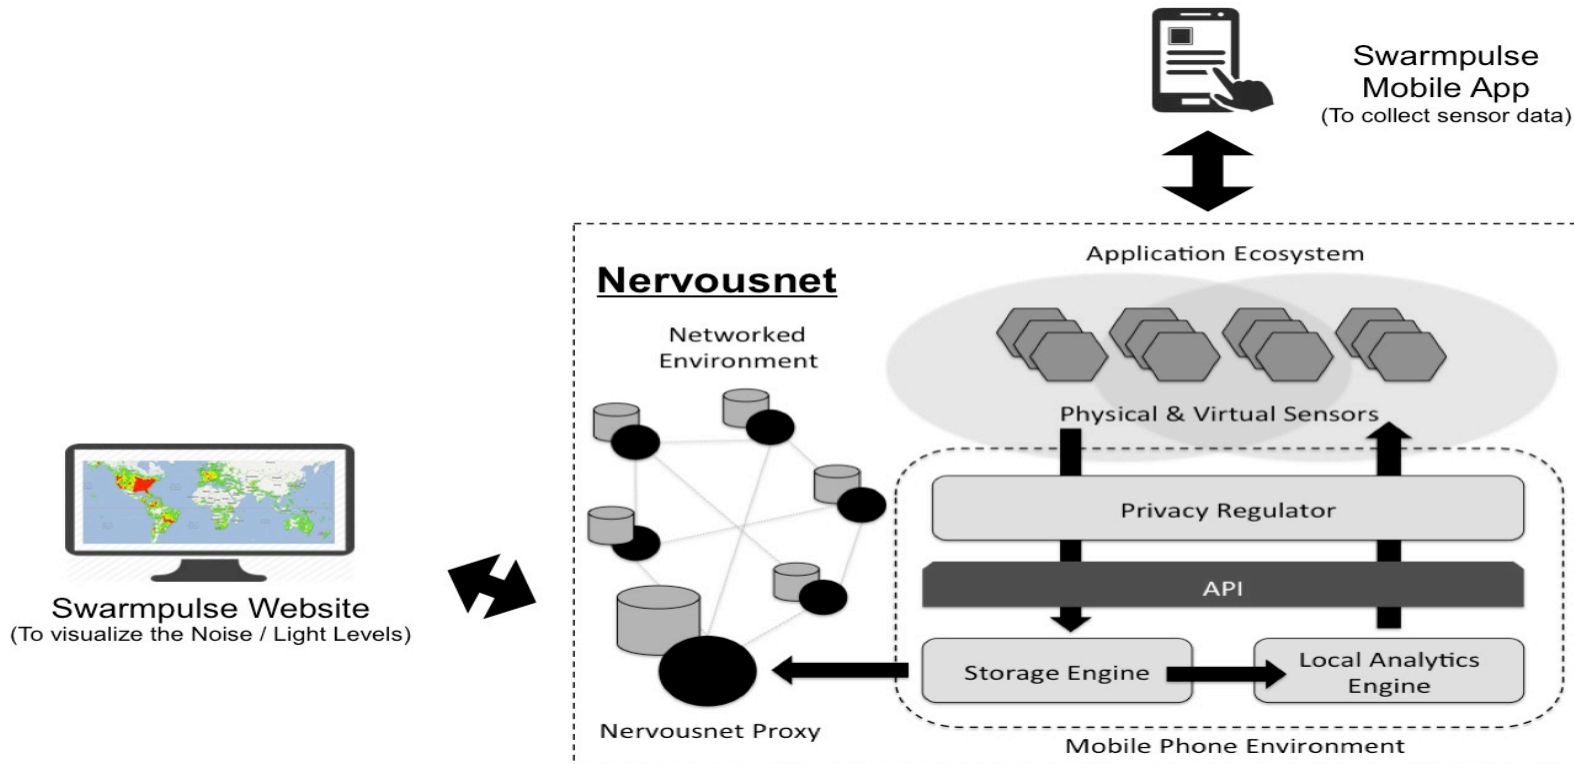 Swarmpulse
Mobile App
(To collect sensor data)
Nervousnet
Application Ecosystem
Networked
Environment
Physical & Virtual Sensors
Privacy Regulator
API
Swarmpulse Website
(To visualize the Noise / Light Levels)
Storage Engine
Local Analytics
Engine
Nervousnet Proxy
Mobile Phone Environment